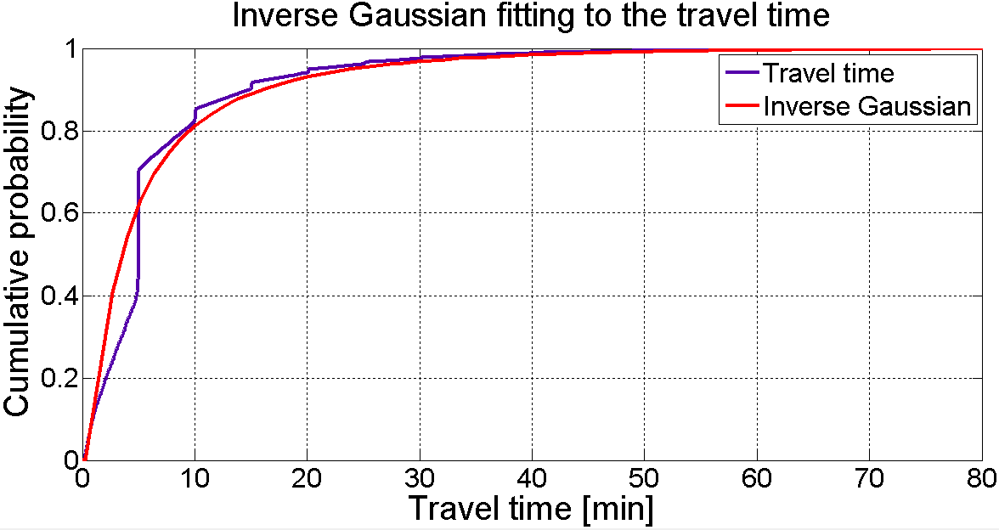 Inverse Gaussian fitting to the travel time
1
0.8
0.6
0.4
0.2
0
Cumulative probability
Travel time
Inverse Gaussian
0 10 20 30 40 50 60 70 80
Travel time [min]